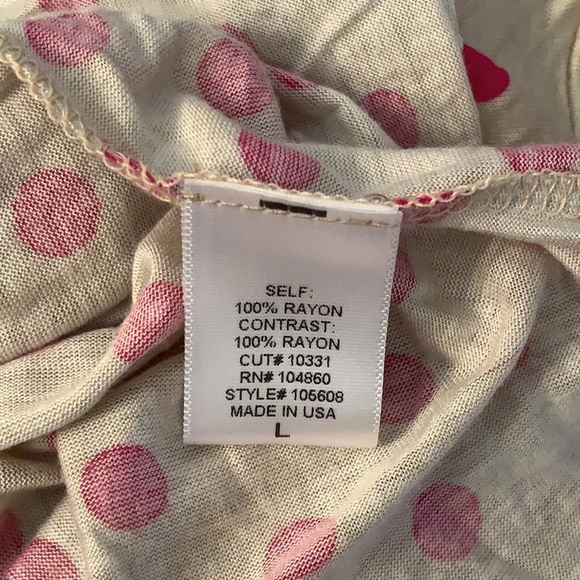 SELF:
100% RAYON
CONTRAST:
100% RAYON
CUT# 10331
RN# 104860
STYLE# 105608
MADE IN USA
L